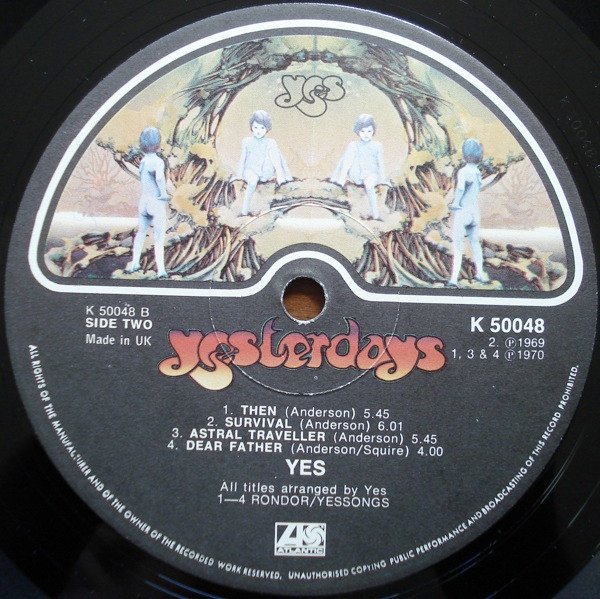 yes
K 50048 B
SIDE TWO
Made in UK
K 50048
2. ℗1969
1, 3 & 4 ℗1970
yesterdays
1. THEN (Anderson) 5.45
2. SURVIVAL (Anderson) 6.01
3. ASTRAL TRAVELLER (Anderson) 5.45
4. DEAR FATHER (Anderson/Squire) 4.00
YES
All titles arranged by Yes
1—4 RONDOR/YESSONGS
ATLANTIC
ALL RIGHTS OF THE MANUFACTURER AND OF THE OWNER OF THE RECORDED WORK RESERVED, UNAUTHORISED COPYING PUBLIC PERFORMANCE AND BROADCASTING OF THIS RECORD PROHIBITED.